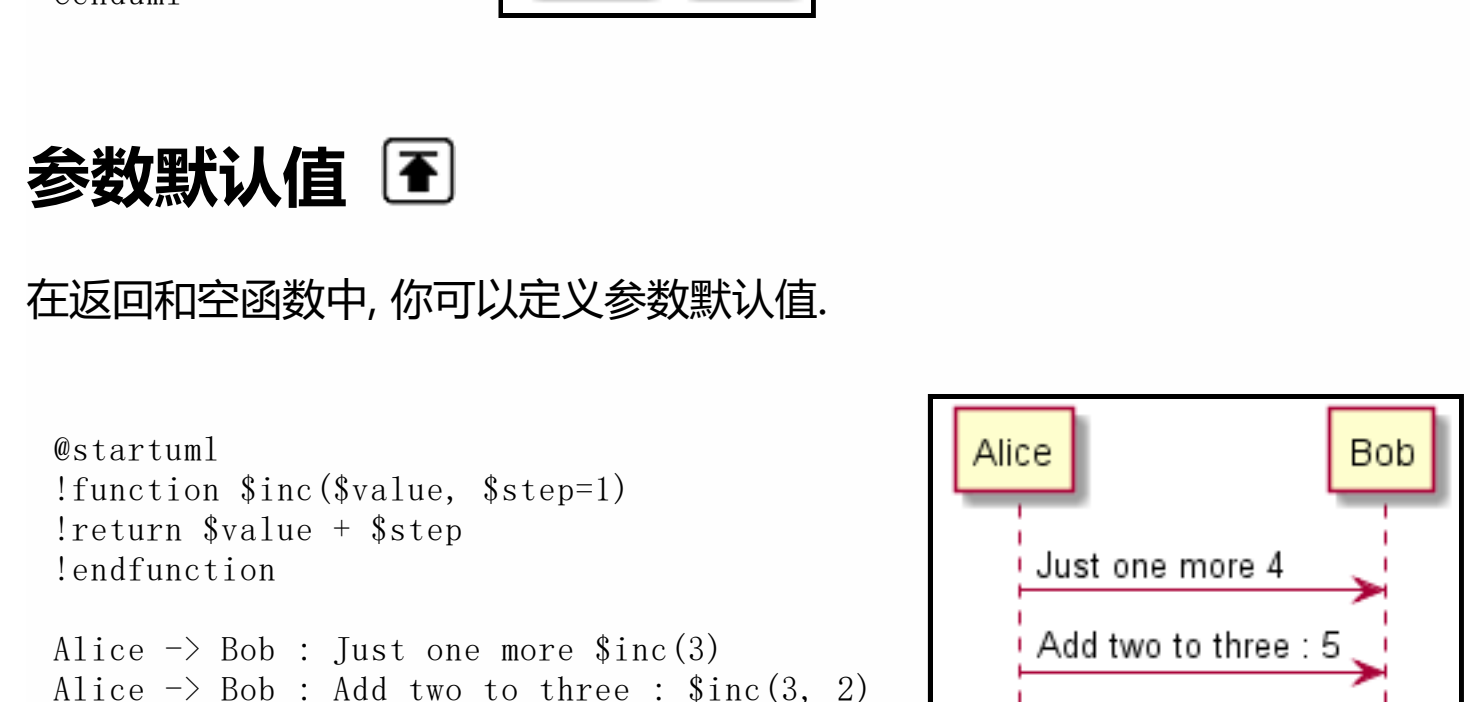 参数默认值
在返回和空函数中, 你可以定义参数默认值.
@startuml
!function $inc($value, $step=1)
!return $value + $step
!endfunction
Alice -> Bob : Just one more $inc(3)
Alice -> Bob : Add two to three : $inc(3, 2)
Alice
Bob
Just one more 4
Add two to three : 5